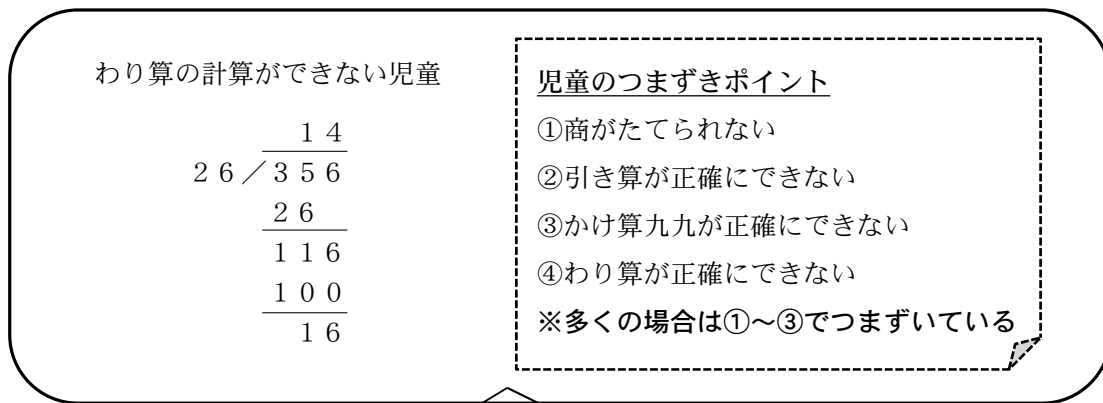 わり算の計算ができない児童
１４
２６／３５６
２６
１１６
１００
１６
児童のつまずきポイント
①商がたてられない
②引き算が正確にできない
③かけ算九九が正確にできない
④わり算が正確にできない
※多くの場合は①～③でつまずいている